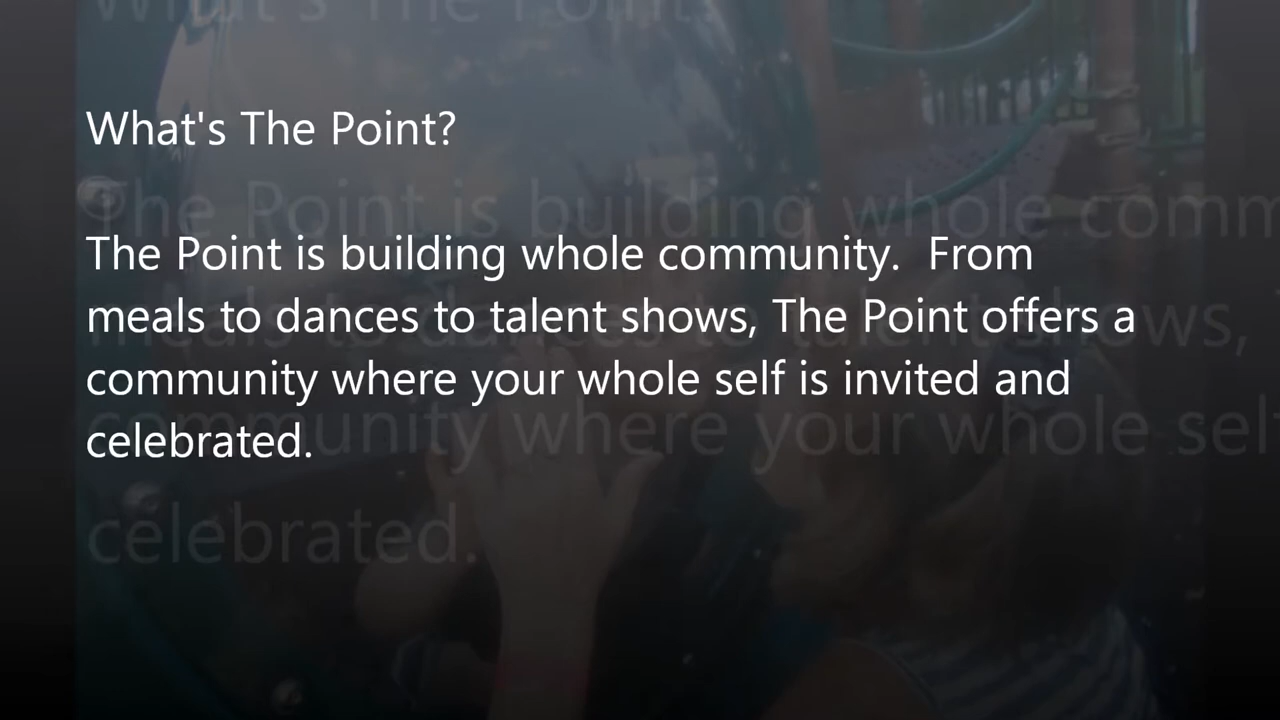 What's The Point?
The Point is building whole community.  From
meals to dances to talent shows, The Point offers a
community where your whole self is invited and
celebrated.